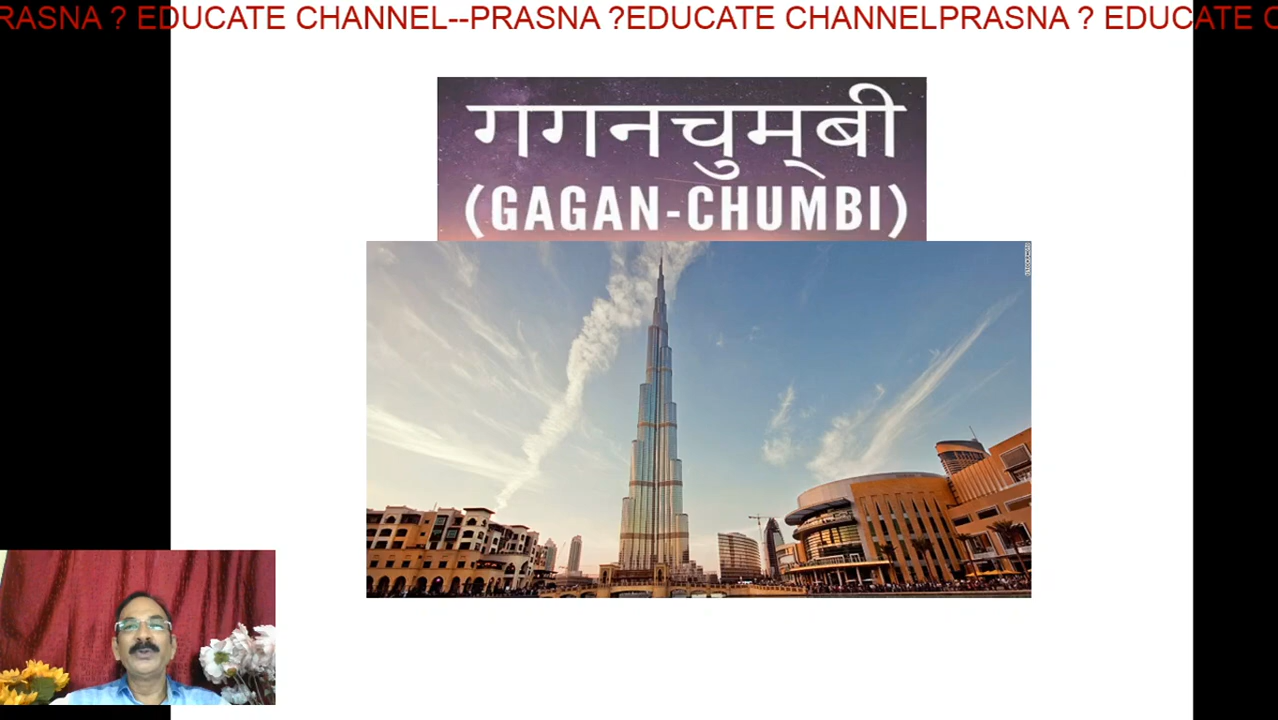 RASNA ? EDUCATE CHANNEL--PRASNA ?EDUCATE CHANNELPRASNA ? EDUCATE C
गगनचुम्‌बी
(GAGAN-CHUMBI)